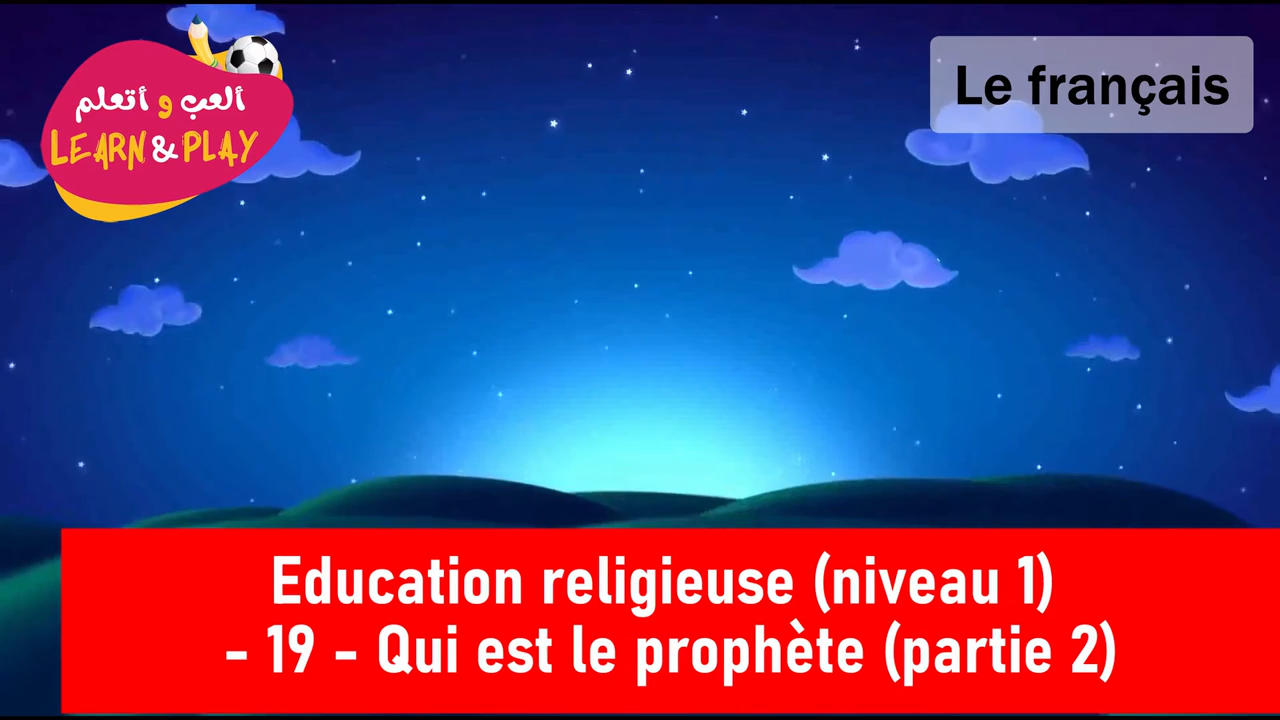 ألعب و أتعلم
LEARN & PLAY
Le français
Education religieuse (niveau 1)
- 19 - Qui est le prophète (partie 2)